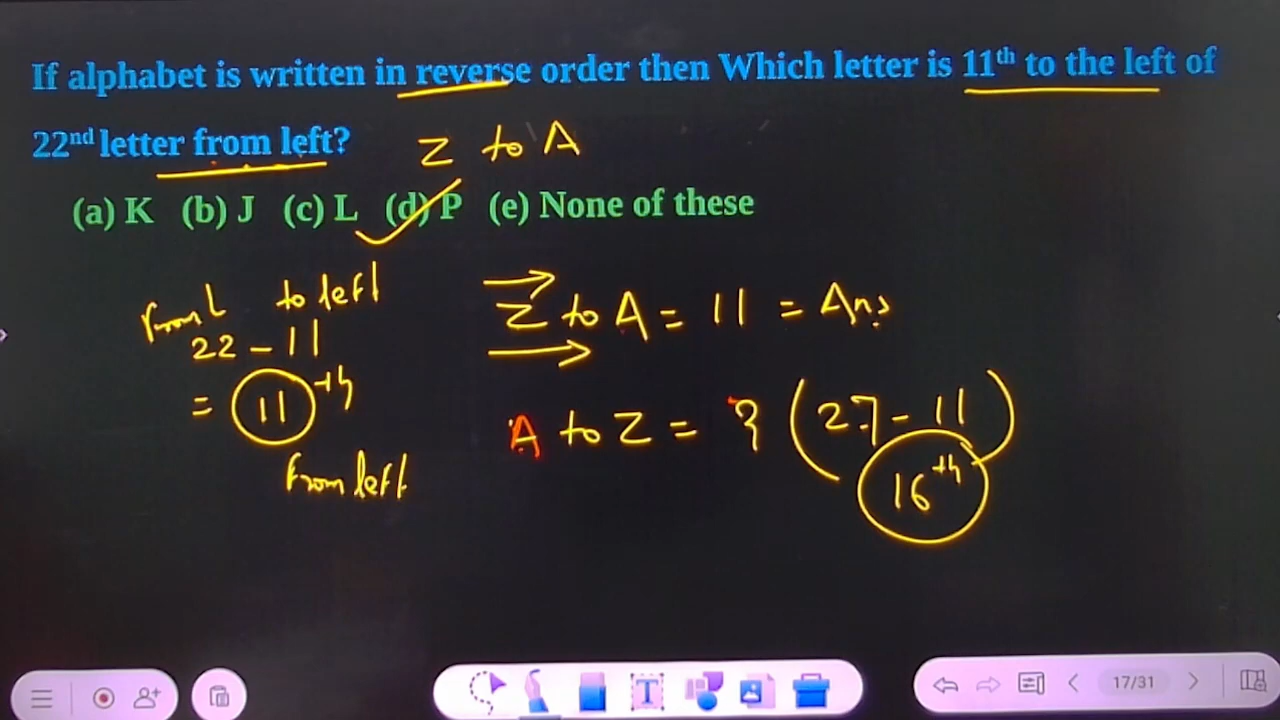 If alphabet is written in reverse order then Which letter is 11th to the left of
22nd letter from left?
Z to A
(a) K (b) J (c) L (d) P (e) None of these
from L to left
22 - 11
= 11 th
from left
Z to A = 11 = Ans
A to Z = ? (27 - 11)
16th
T
17/31